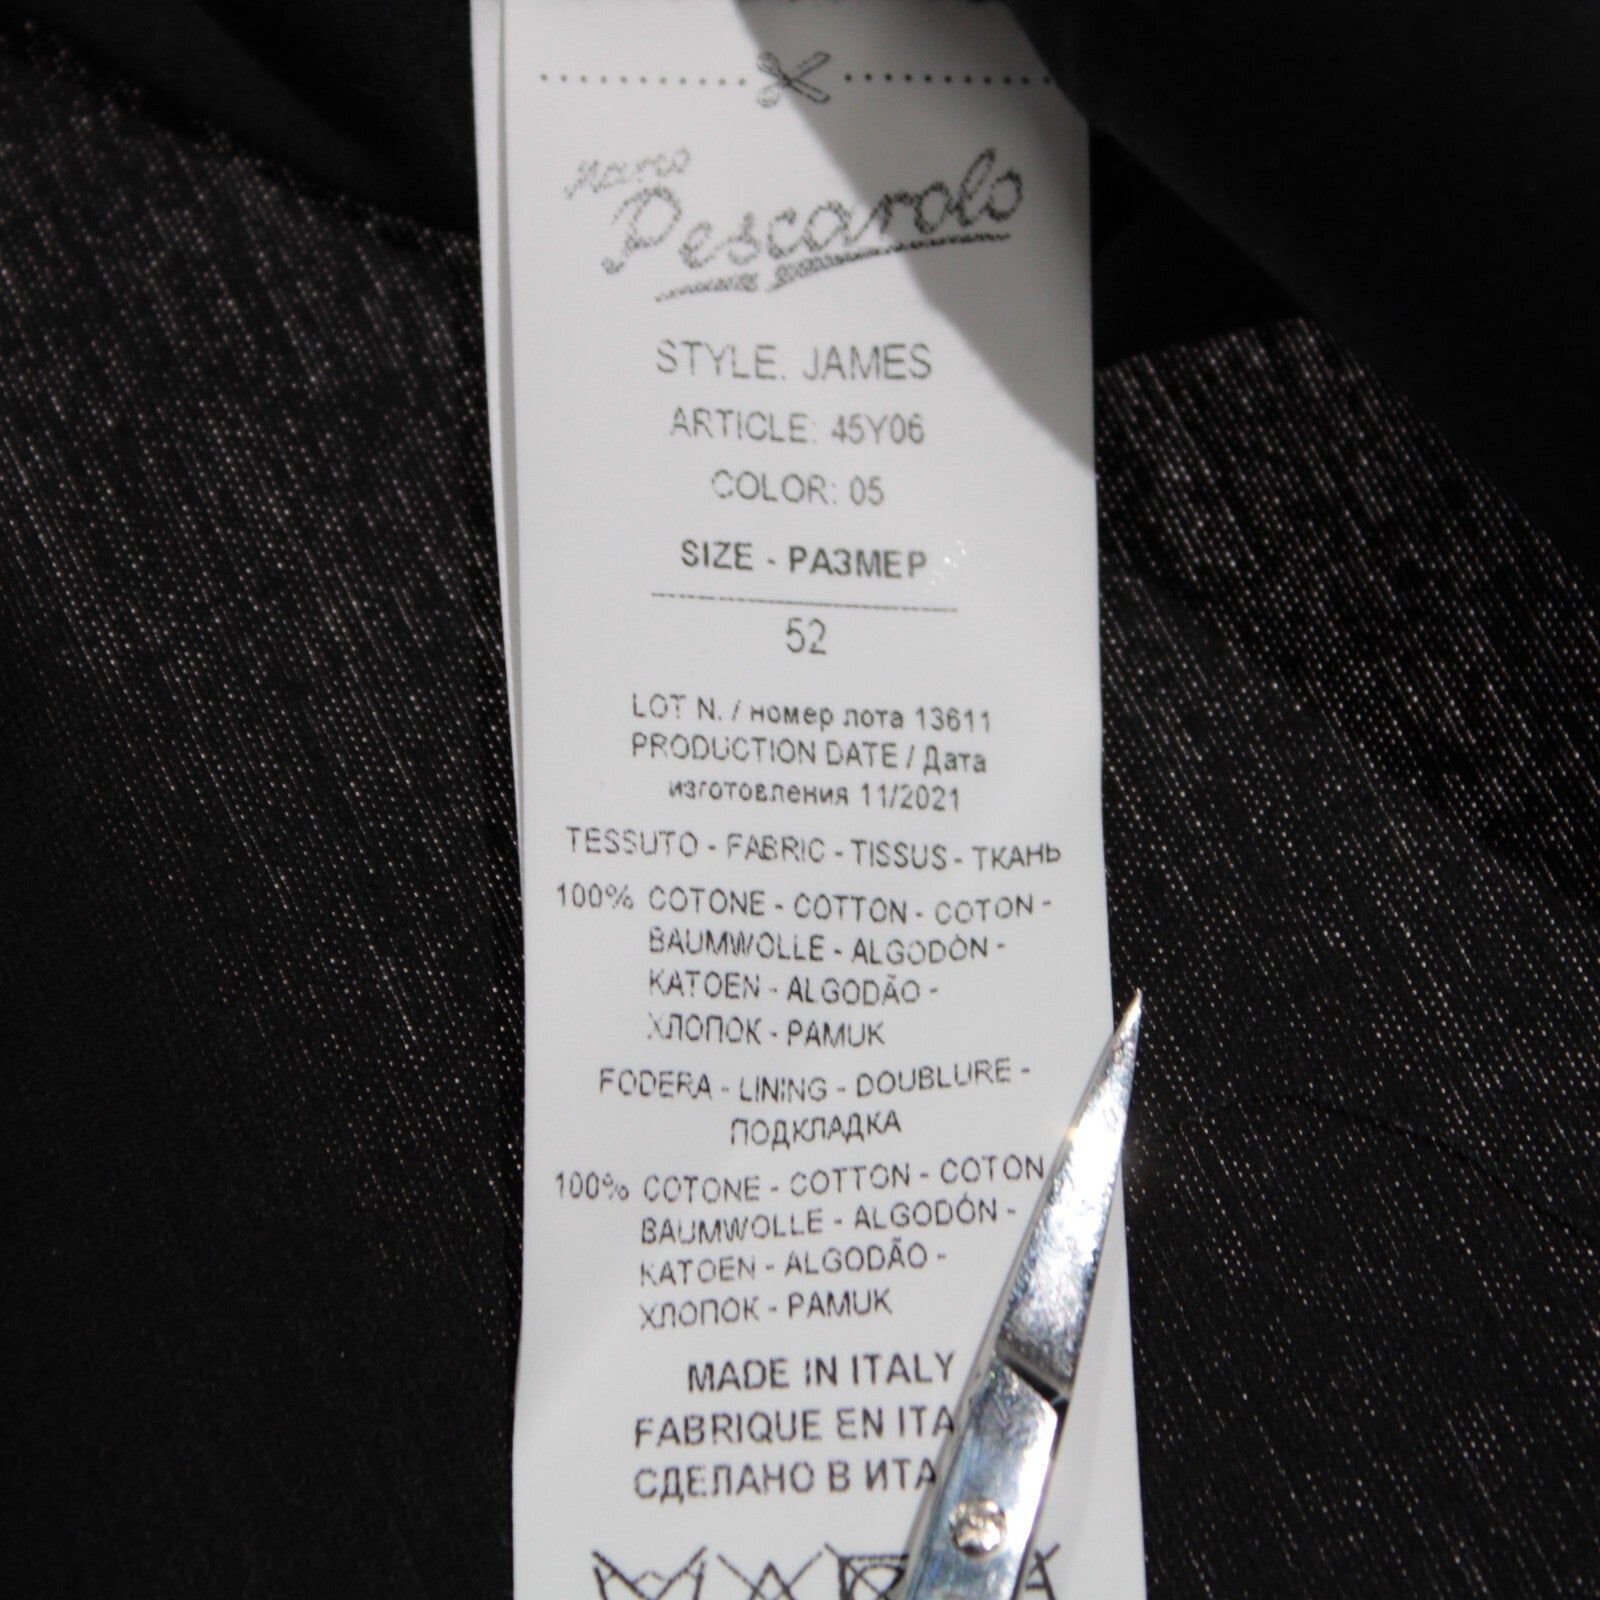 Marco
Pescarolo
STYLE: JAMES
ARTICLE: 45Y06
COLOR: 05
SIZE - РАЗМЕР
52
LOT N. / номер лота 13611
PRODUCTION DATE / Дата
изготовления 11/2021
TESSUTO - FABRIC - TISSUS - ТКАНЬ
100% COTONE - COTTON - COTON -
BAUMWOLLE - ALGODÓN -
KATOEN - ALGODÃO -
ХЛОПОК - PAMUK
FODERA - LINING - DOUBLURE -
ПОДКЛАДКА
100% COTONE - COTTON - COTON
BAUMWOLLE - ALGODÓN -
KATOEN - ALGODÃO -
ХЛОПОК - PAMUK
MADE IN ITALY
FABRIQUE EN ITA
СДЕЛАНО В ИТА